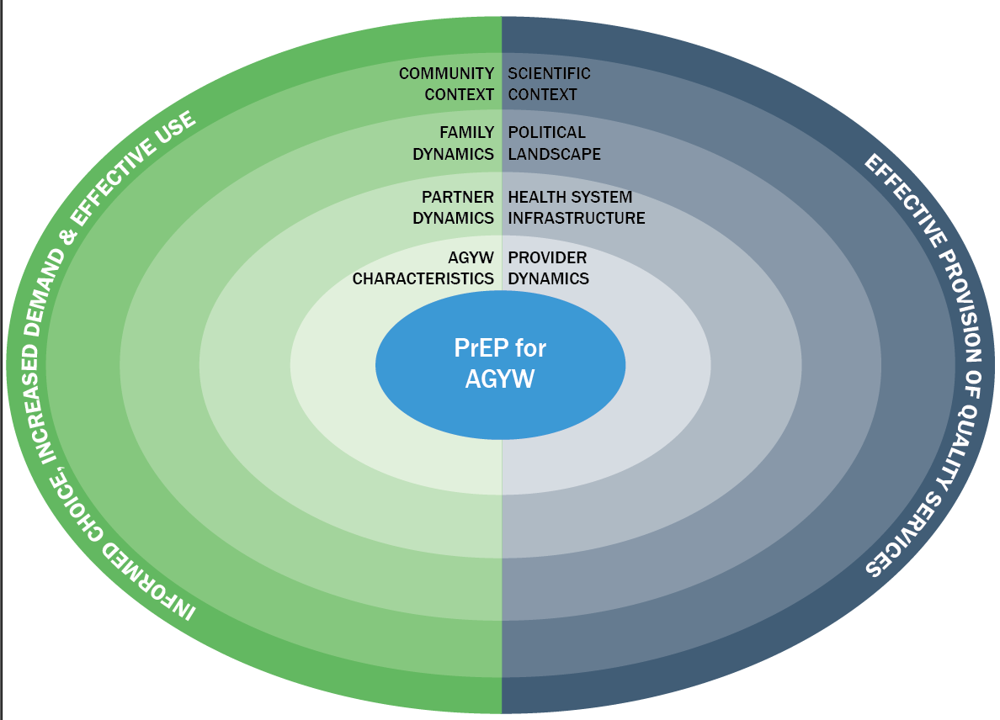 COMMUNITY
CONTEXT
SCIENTIFIC
CONTEXT
FAMILY
DYNAMICS
POLITICAL
LANDSCAPE
PARTNER
DYNAMICS
HEALTH SYSTEM
INFRASTRUCTURE
AGYW
CHARACTERISTICS
PROVIDER
DYNAMICS
PrEP for
AGYW
INFORMED CHOICE, INCREASED DEMAND & EFFECTIVE USE
EFFECTIVE PROVISION OF QUALITY SERVICES